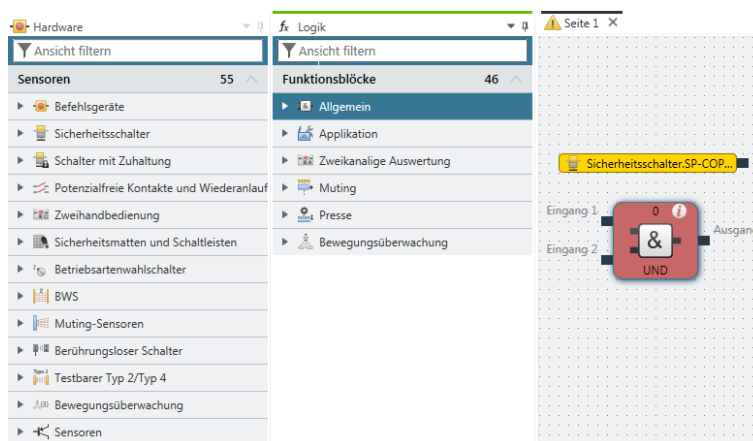 Hardware
Ansicht filtern
Sensoren 55
Befehlsgeräte
Sicherheitsschalter
Schalter mit Zuhaltung
Potenzialfreie Kontakte und Wiederanlauf
Zweihandbedienung
Sicherheitsmatten und Schaltleisten
Betriebsartenwahlschalter
BWS
Muting-Sensoren
Berührungsloser Schalter
Testbarer Typ 2/Typ 4
Bewegungsüberwachung
Sensoren
fx Logik
Ansicht filtern
Funktionsblöcke 46
& Allgemein
Applikation
Zweikanalige Auswertung
Muting
Presse
Bewegungsüberwachung
Seite 1
Sicherheitsschalter.SP-COP...
Eingang 1
0 i
Ausgang
Eingang 2
&
UND